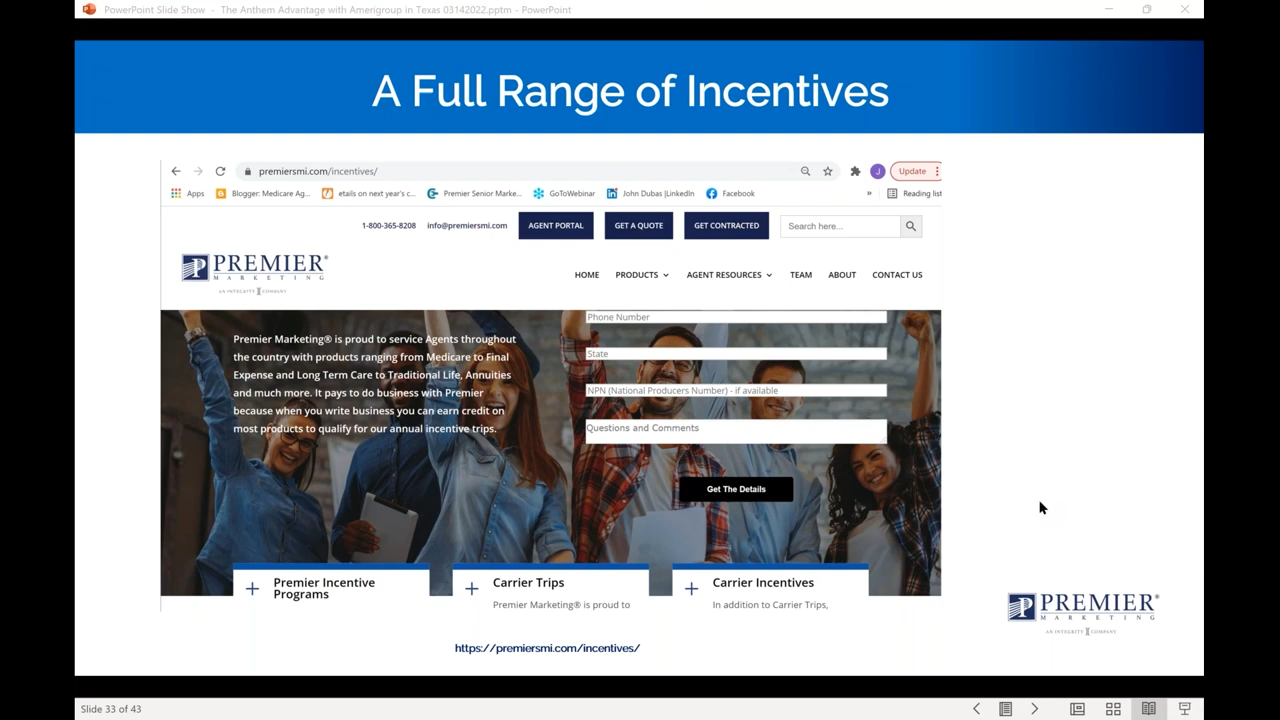 PowerPoint Slide Show - The Anthem Advantage with Amerigroup in Texas 03142022.pptm - PowerPoint
A Full Range of Incentives
premiersmi.com/incentives/
J
Update
Apps
Blogger: Medicare Ag...
etails on next year's c...
Premier Senior Marke...
GoToWebinar
John Dubas |LinkedIn
Facebook
»
Reading list
1-800-365-8208
info@premiersmi.com
AGENT PORTAL
GET A QUOTE
GET CONTRACTED
Search here...
PREMIER®
MARKETING
AN INTEGRITY COMPANY
HOME
PRODUCTS
AGENT RESOURCES
TEAM
ABOUT
CONTACT US
Premier Marketing® is proud to service Agents throughout
the country with products ranging from Medicare to Final
Expense and Long Term Care to Traditional Life, Annuities
and much more. It pays to do business with Premier
because when you write business you can earn credit on
most products to qualify for our annual incentive trips.
Phone Number
State
NPN (National Producers Number) - if available
Questions and Comments
Get The Details
Premier Incentive
Programs
Carrier Trips
Premier Marketing® is proud to
Carrier Incentives
In addition to Carrier Trips,
PREMIER®
MARKETING
AN INTEGRITY COMPANY
https://premiersmi.com/incentives/
Slide 33 of 43